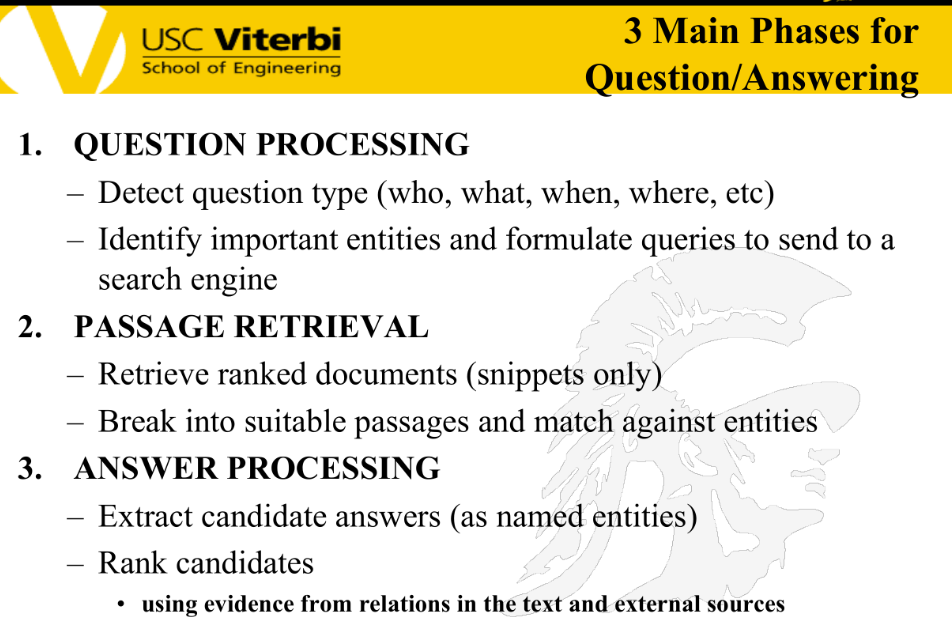 USC Viterbi
School of Engineering
3 Main Phases for
Question/Answering
1. QUESTION PROCESSING
– Detect question type (who, what, when, where, etc)
– Identify important entities and formulate queries to send to a
search engine
2. PASSAGE RETRIEVAL
– Retrieve ranked documents (snippets only)
– Break into suitable passages and match against entities
3. ANSWER PROCESSING
– Extract candidate answers (as named entities)
– Rank candidates
• using evidence from relations in the text and external sources